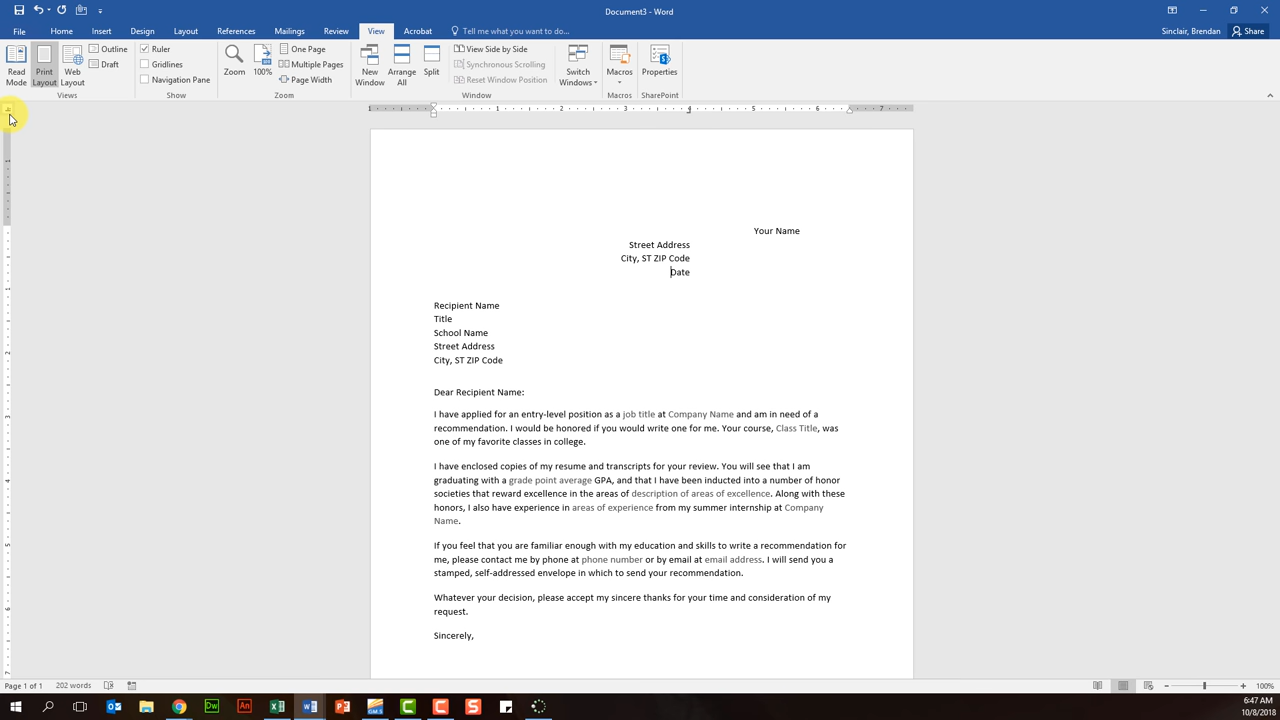 Document3 - Word
Sinclair, Brendan
Share
File
Home
Insert
Design
Layout
References
Mailings
Review
View
Acrobat
Tell me what you want to do...
Read Mode
Print Layout
Web Layout
Outline
Draft
Views
Ruler
Gridlines
Navigation Pane
Show
Zoom
100%
One Page
Multiple Pages
Page Width
Zoom
New Window
Arrange All
Split
View Side by Side
Synchronous Scrolling
Reset Window Position
Window
Switch Windows
Macros
Macros
Properties
SharePoint
1 1 2 3 4 5 6 7
Your Name
Street Address
City, ST ZIP Code
Date
Recipient Name
Title
School Name
Street Address
City, ST ZIP Code
Dear Recipient Name:
I have applied for an entry-level position as a job title at Company Name and am in need of a
recommendation. I would be honored if you would write one for me. Your course, Class Title, was
one of my favorite classes in college.
I have enclosed copies of my resume and transcripts for your review. You will see that I am
graduating with a grade point average GPA, and that I have been inducted into a number of honor
societies that reward excellence in the areas of description of areas of excellence. Along with these
honors, I also have experience in areas of experience from my summer internship at Company
Name.
If you feel that you are familiar enough with my education and skills to write a recommendation for
me, please contact me by phone at phone number or by email at email address. I will send you a
stamped, self-addressed envelope in which to send your recommendation.
Whatever your decision, please accept my sincere thanks for your time and consideration of my
request.
Sincerely,
Page 1 of 1
202 words
100%
6:47 AM
10/8/2018